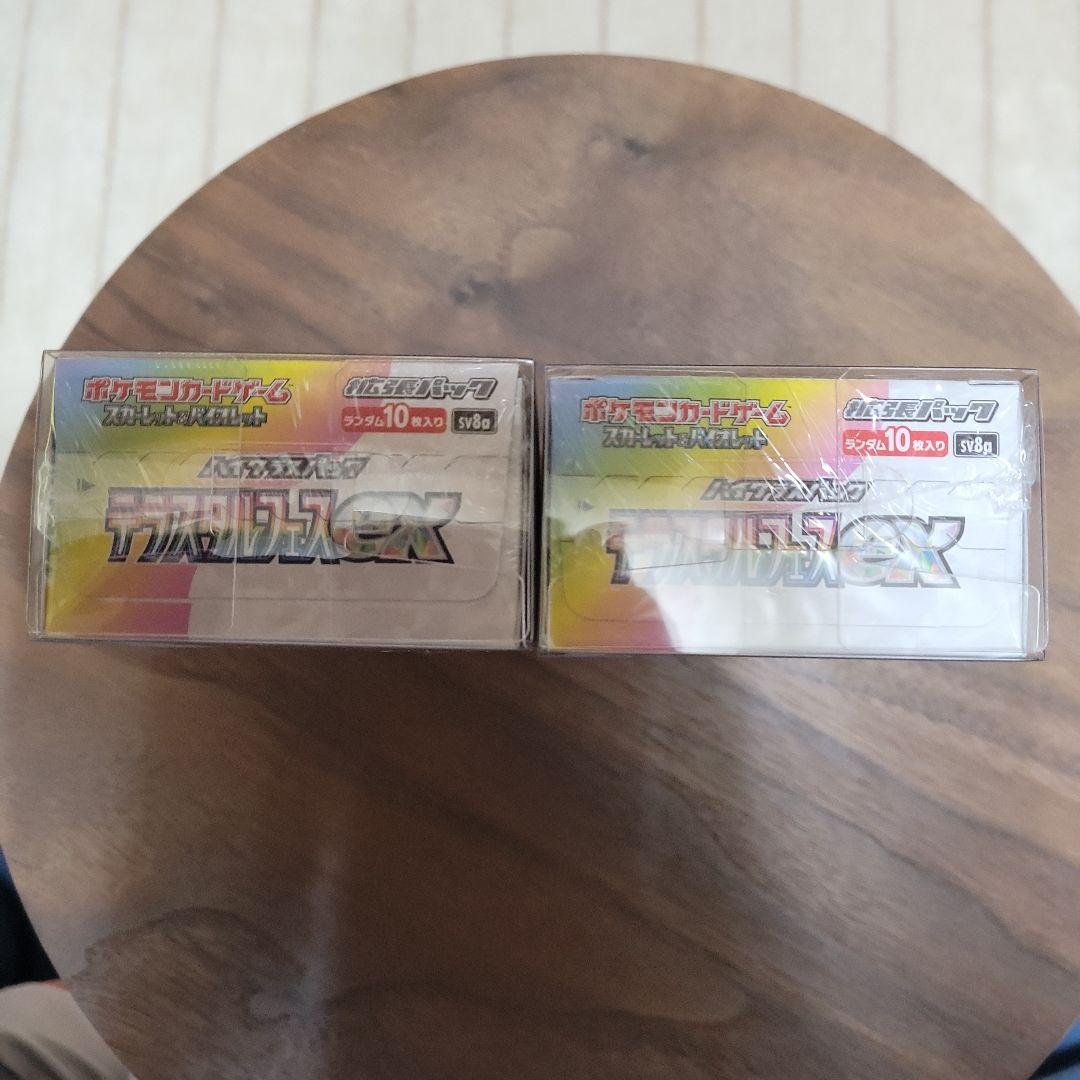 ポケモンカードゲーム
スカーレット&バイオレット
拡張パック
ランダム10枚入り
sv8a
ハイクラスパック
テラスタルフェスex
ポケモンカードゲーム
スカーレット&バイオレット
拡張パック
ランダム10枚入り
sv8a
ハイクラスパック
テラスタルフェスex